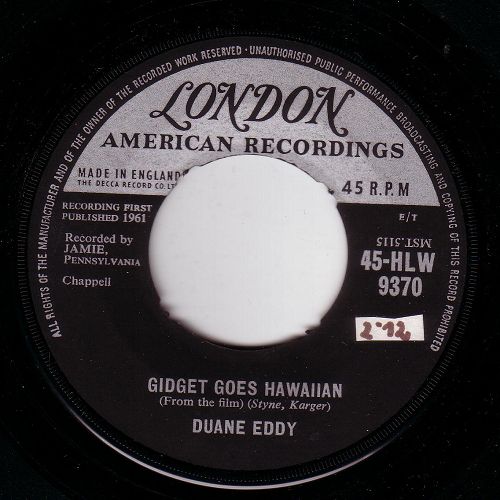 ALL RIGHTS OF THE MANUFACTURER AND OF THE OWNER OF THE RECORDED WORK RESERVED · UNAUTHORISED PUBLIC PERFORMANCE BROADCASTING AND COPYING OF THIS RECORD PROHIBITED
LONDON
AMERICAN RECORDINGS
MADE IN ENGLAND
THE DECCA RECORD CO. LT
45 R.P.M
RECORDING FIRST
PUBLISHED 1961
E/T
MST.5115
Recorded by
JAMIE,
PENNSYLVANIA
Chappell
45-HLW
9370
2'12
GIDGET GOES HAWAIIAN
(From the film) (Styne, Karger)
DUANE EDDY